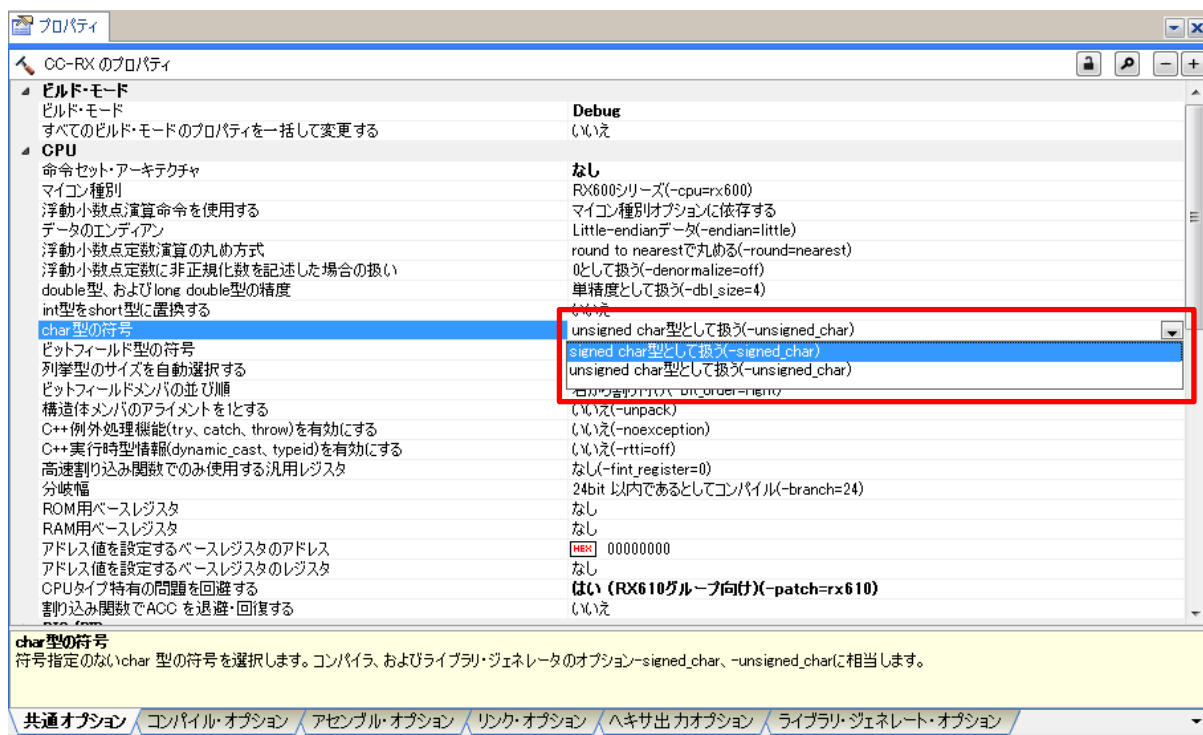 プロパティ
CC-RX のプロパティ
ビルド・モード
ビルド・モード Debug
すべてのビルド・モードのプロパティを一括して変更する いいえ
CPU
命令セット・アーキテクチャ なし
マイコン種別 RX600シリーズ(-cpu=rx600)
浮動小数点演算命令を使用する マイコン種別オプションに依存する
データのエンディアン Little-endianデータ(-endian=little)
浮動小数点定数演算の丸め方式 round to nearestで丸める(-round=nearest)
浮動小数点定数に非正規化数を記述した場合の扱い 0として扱う(-denormalize=off)
double型、およびlong double型の精度 単精度として扱う(-dbl_size=4)
int型をshort型に置換する いいえ
char型の符号 unsigned char型として扱う(-unsigned_char)
ビットフィールド型の符号 signed char型として扱う(-signed_char)
列挙型のサイズを自動選択する unsigned char型として扱う(-unsigned_char)
ビットフィールドメンバの並び順 右から割り付け(-bit_order=right)
構造体メンバのアライメントを1とする いいえ(-unpack)
C++例外処理機能(try、catch、throw)を有効にする いいえ(-noexception)
C++実行時型情報(dynamic_cast、typeid)を有効にする いいえ(-rtti=off)
高速割り込み関数でのみ使用する汎用レジスタ なし(-fint_register=0)
分岐幅 24bit 以内であるとしてコンパイル(-branch=24)
ROM用ベースレジスタ なし
RAM用ベースレジスタ なし
アドレス値を設定するベースレジスタのアドレス HEX 00000000
アドレス値を設定するベースレジスタのレジスタ なし
CPUタイプ特有の問題を回避する はい (RX610グループ向け)(-patch=rx610)
割り込み関数でACC を退避・回復する いいえ
char型の符号
符号指定のないchar 型の符号を選択します。コンパイラ、およびライブラリ・ジェネレータのオプション-signed_char、-unsigned_charに相当します。
共通オプション コンパイル・オプション アセンブル・オプション リンク・オプション ヘキサ出力オプション ライブラリ・ジェネレート・オプション